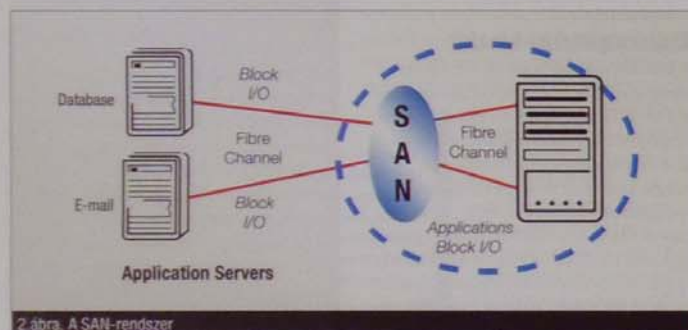 Block
I/O
Database
Fibre
Channel
E-mail
Block
I/O
Application Servers
S
A
N
Fibre
Channel
Applications
Block I/O
2.ábra. A SAN-rendszer